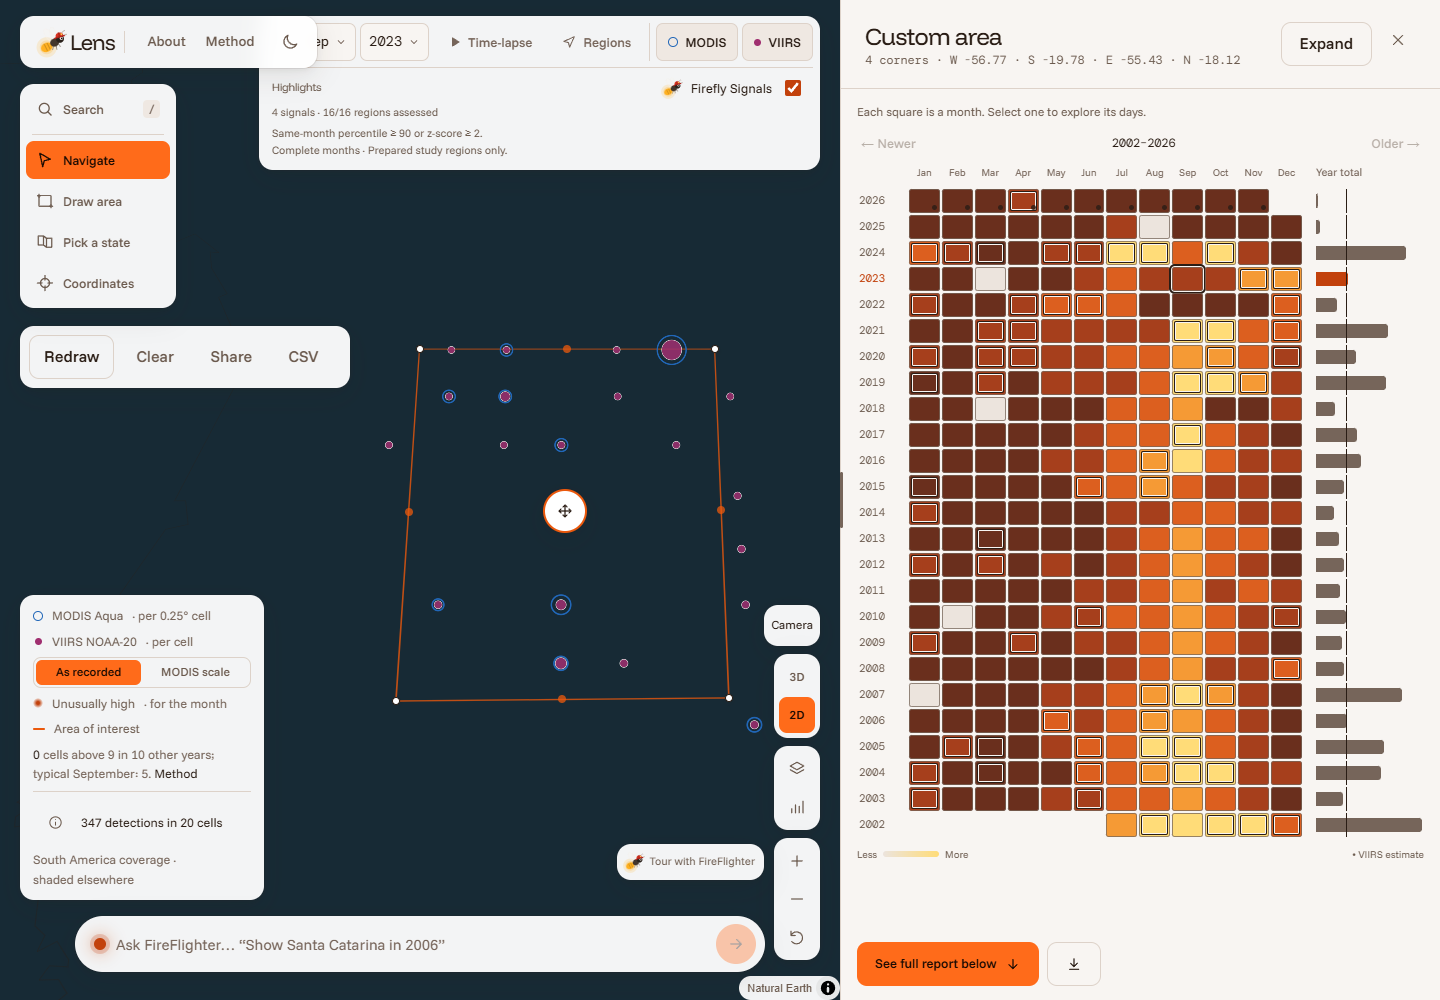 Lens
About
Method
ep
2023
Time-lapse
Regions
MODIS
VIIRS
Highlights
Firefly Signals
4 signals · 16/16 regions assessed
Same-month percentile ≥ 90 or z-score ≥ 2.
Complete months · Prepared study regions only.
Search /
Navigate
Draw area
Pick a state
Coordinates
Redraw
Clear
Share
CSV
MODIS Aqua · per 0.25° cell
VIIRS NOAA-20 · per cell
As recorded
MODIS scale
Unusually high · for the month
Area of interest
0 cells above 9 in 10 other years;
typical September: 5. Method
347 detections in 20 cells
South America coverage ·
shaded elsewhere
Camera
3D
2D
Tour with FireFlighter
Ask FireFlighter... “Show Santa Catarina in 2006”
Natural Earth
Custom area
4 corners · W -56.77 · S -19.78 · E -55.43 · N -18.12
Expand
Each square is a month. Select one to explore its days.
← Newer
2002–2026
Older →
Jan Feb Mar Apr May Jun Jul Aug Sep Oct Nov Dec Year total
2026
2025
2024
2023
2022
2021
2020
2019
2018
2017
2016
2015
2014
2013
2012
2011
2010
2009
2008
2007
2006
2005
2004
2003
2002
Less
More
• VIIRS estimate
See full report below ↓